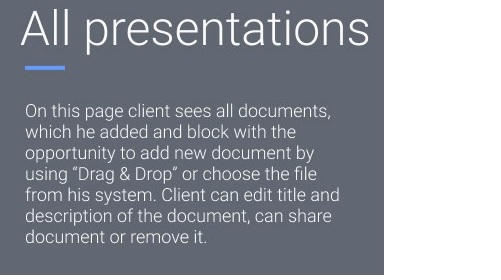 All presentations
On this page client sees all documents,
which he added and block with the
opportunity to add new document by
using “Drag & Drop” or choose the file
from his system. Client can edit title and
description of the document, can share
document or remove it.